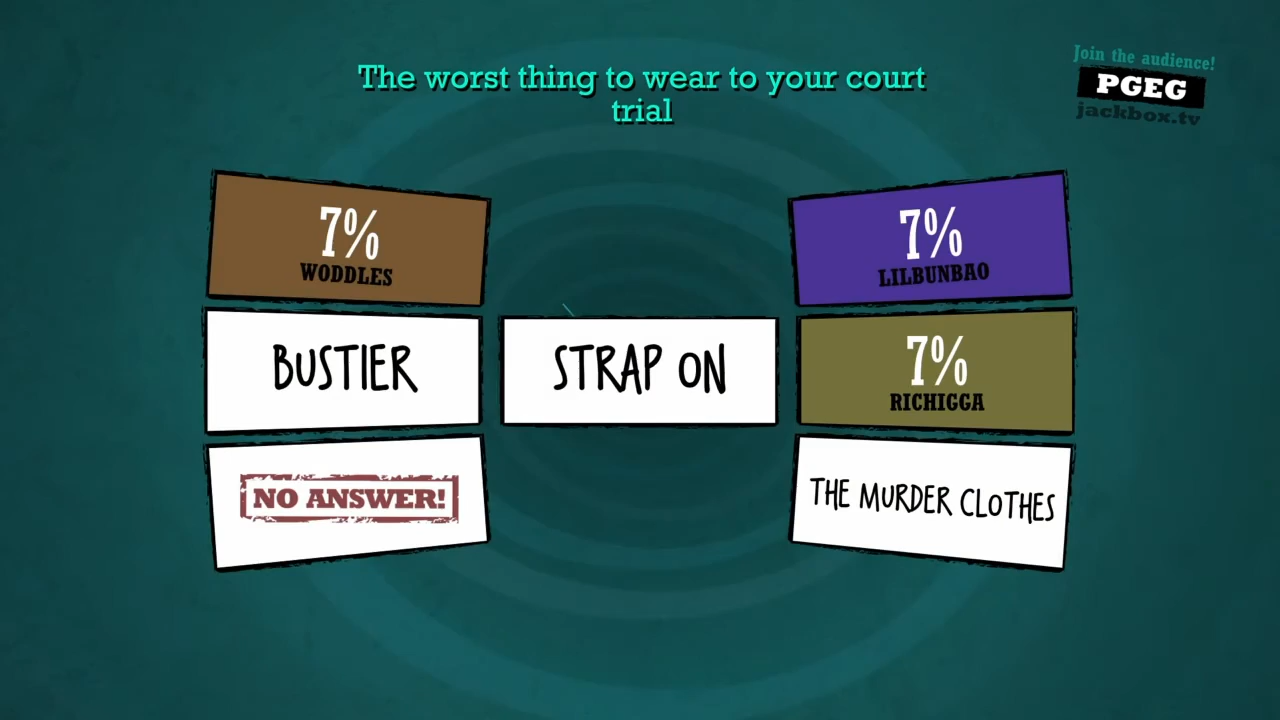 The worst thing to wear to your court
trial
Join the audience!
PGEG
jackbox.tv
7%
WODDLES
7%
LILBUNBAO
BUSTIER
STRAP ON
7%
RICHIGGA
NO ANSWER!
THE MURDER CLOTHES